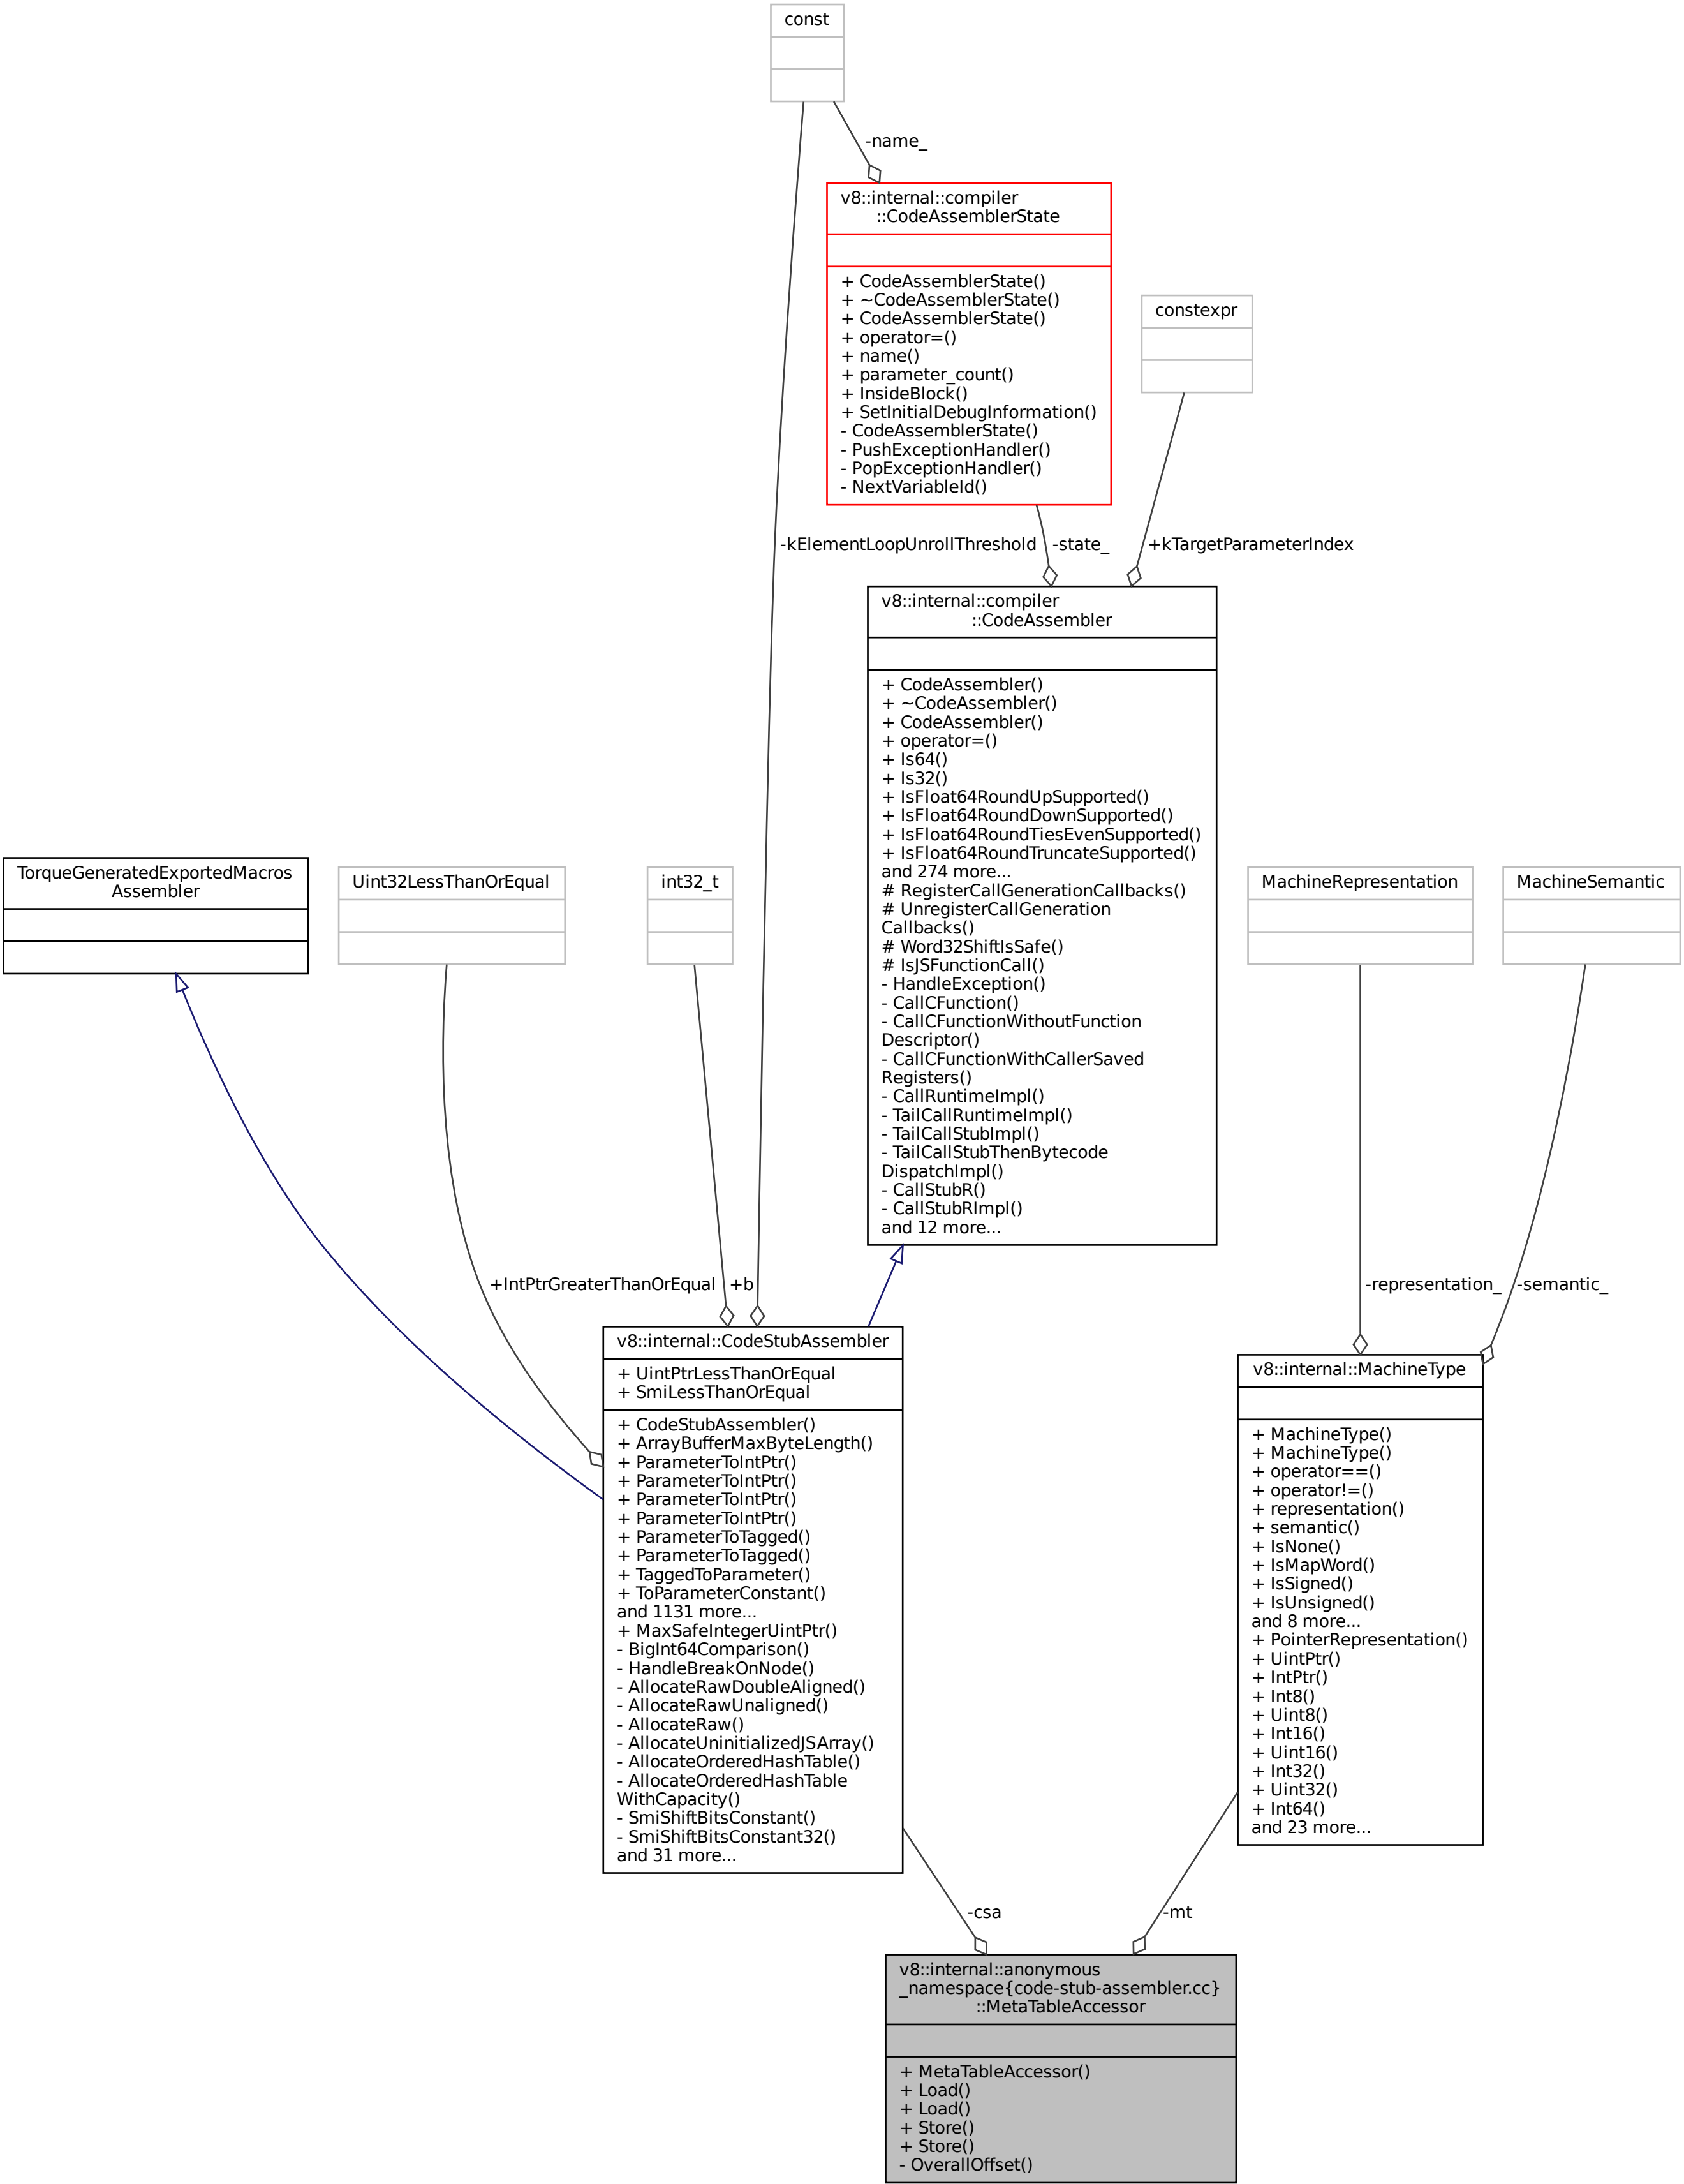 const
-name_
v8::internal::compiler
::CodeAssemblerState
+ CodeAssemblerState()
+ ~CodeAssemblerState()
+ CodeAssemblerState()
+ operator=()
+ name()
+ parameter_count()
+ InsideBlock()
+ SetInitialDebugInformation()
- CodeAssemblerState()
- PushExceptionHandler()
- PopExceptionHandler()
- NextVariableId()
constexpr
-kElementLoopUnrollThreshold
-state_
+kTargetParameterIndex
v8::internal::compiler
::CodeAssembler
+ CodeAssembler()
+ ~CodeAssembler()
+ CodeAssembler()
+ operator=()
+ Is64()
+ Is32()
+ IsFloat64RoundUpSupported()
+ IsFloat64RoundDownSupported()
+ IsFloat64RoundTiesEvenSupported()
+ IsFloat64RoundTruncateSupported()
and 274 more...
# RegisterCallGenerationCallbacks()
# UnregisterCallGeneration
Callbacks()
# Word32ShiftIsSafe()
# IsJSFunctionCall()
- HandleException()
- CallCFunction()
- CallCFunctionWithoutFunction
Descriptor()
- CallCFunctionWithCallerSaved
Registers()
- CallRuntimeImpl()
- TailCallRuntimeImpl()
- TailCallStubImpl()
- TailCallStubThenBytecode
DispatchImpl()
- CallStubR()
- CallStubRImpl()
and 12 more...
TorqueGeneratedExportedMacros
Assembler
Uint32LessThanOrEqual
int32_t
MachineRepresentation
MachineSemantic
+IntPtrGreaterThanOrEqual
+b
-representation_
-semantic_
v8::internal::CodeStubAssembler
+ UintPtrLessThanOrEqual
+ SmiLessThanOrEqual
+ CodeStubAssembler()
+ ArrayBufferMaxByteLength()
+ ParameterToIntPtr()
+ ParameterToIntPtr()
+ ParameterToIntPtr()
+ ParameterToIntPtr()
+ ParameterToTagged()
+ ParameterToTagged()
+ TaggedToParameter()
+ ToParameterConstant()
and 1131 more...
+ MaxSafeIntegerUintPtr()
- BigInt64Comparison()
- HandleBreakOnNode()
- AllocateRawDoubleAligned()
- AllocateRawUnaligned()
- AllocateRaw()
- AllocateUninitializedJSArray()
- AllocateOrderedHashTable()
- AllocateOrderedHashTable
WithCapacity()
- SmiShiftBitsConstant()
- SmiShiftBitsConstant32()
and 31 more...
v8::internal::MachineType
+ MachineType()
+ MachineType()
+ operator==()
+ operator!=()
+ representation()
+ semantic()
+ IsNone()
+ IsMapWord()
+ IsSigned()
+ IsUnsigned()
and 8 more...
+ PointerRepresentation()
+ UintPtr()
+ IntPtr()
+ Int8()
+ Uint8()
+ Int16()
+ Uint16()
+ Int32()
+ Uint32()
+ Int64()
and 23 more...
-csa
-mt
v8::internal::anonymous
_namespace{code-stub-assembler.cc}
::MetaTableAccessor
+ MetaTableAccessor()
+ Load()
+ Load()
+ Store()
+ Store()
- OverallOffset()